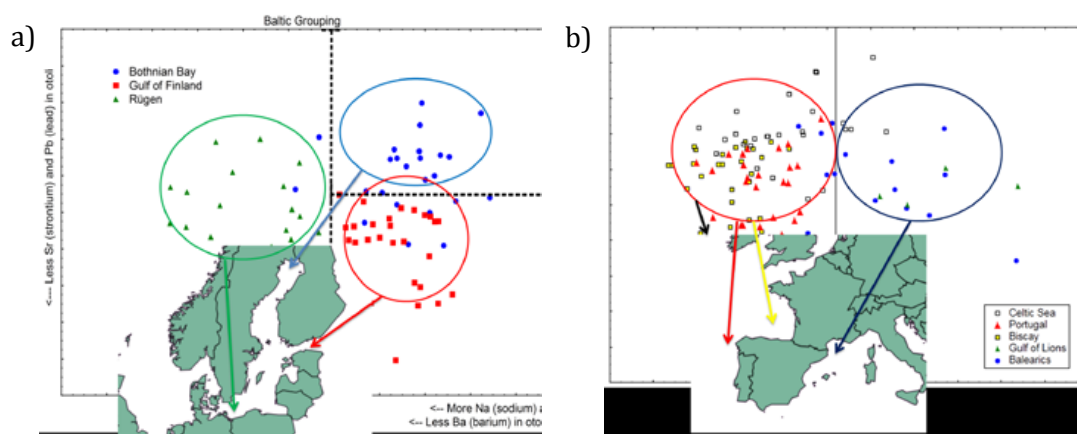 a)
Baltic Grouping
Bothnian Bay
Gulf of Finland
Rügen
<--- Less Sr (strontium) and Pb (lead) in otoli
<-- More Na (sodium) a
<-- Less Ba (barium) in otoo
b)
Celtic Sea
Portugal
Biscay
Gulf of Lions
Balearics